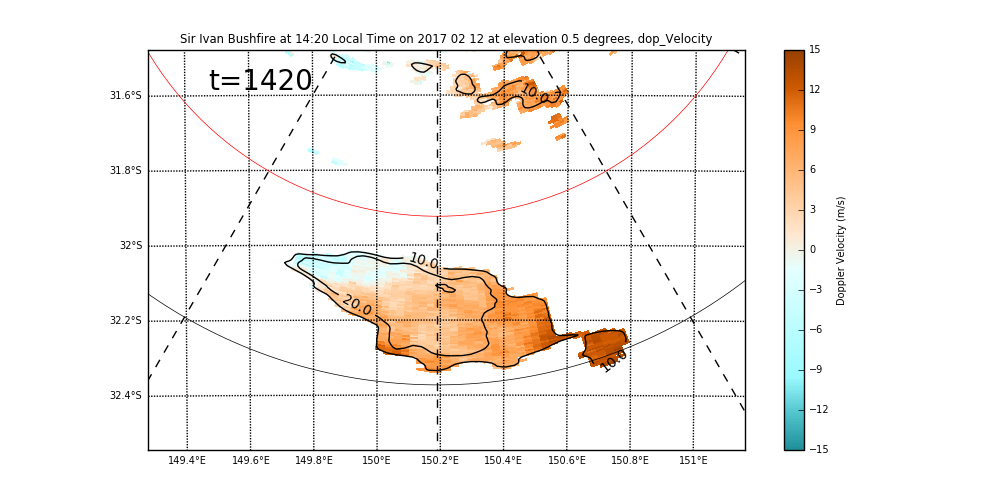 Sir Ivan Bushfire at 14:20 Local Time on 2017 02 12 at elevation 0.5 degrees, dop_Velocity
t=1420
31.6°S
31.8°S
32°S
32.2°S
32.4°S
149.4°E 149.6°E 149.8°E 150°E 150.2°E 150.4°E 150.6°E 150.8°E 151°E
10.0
10.0
20.0
10.0
15
12
9
6
3
0
−3
−6
−9
−12
−15
Doppler Velocity (m/s)